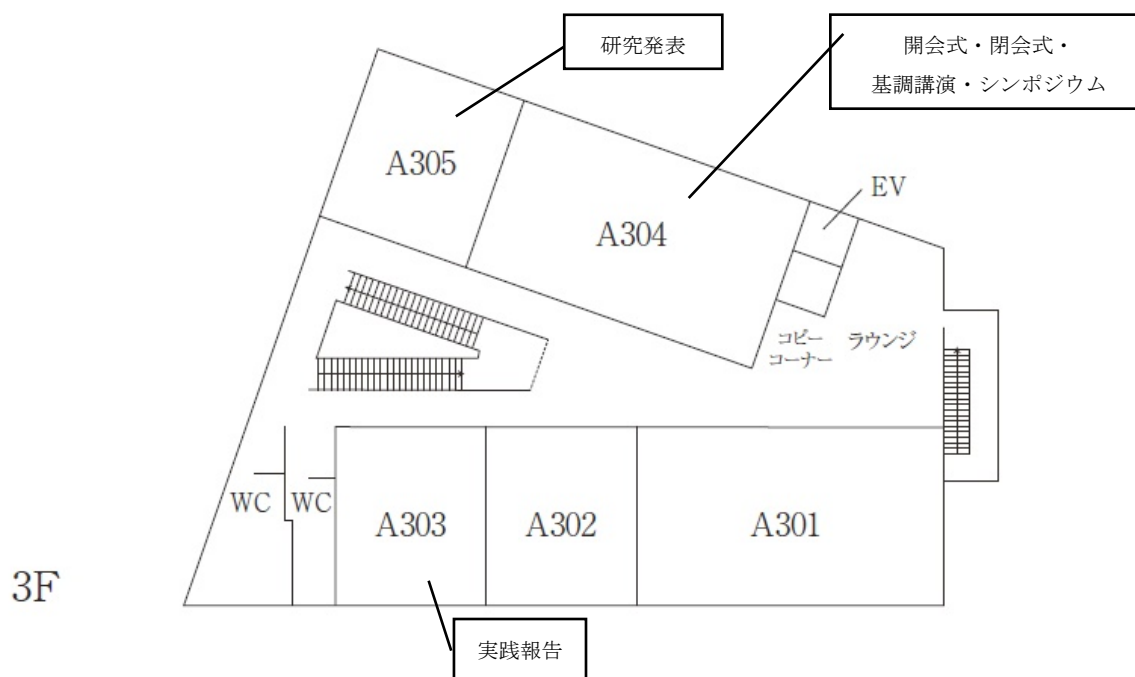 研究発表
開会式・閉会式・
基調講演・シンポジウム
A305
EV
A304
コピー
コーナー
ラウンジ
WC
WC
A303
A302
A301
3F
実践報告